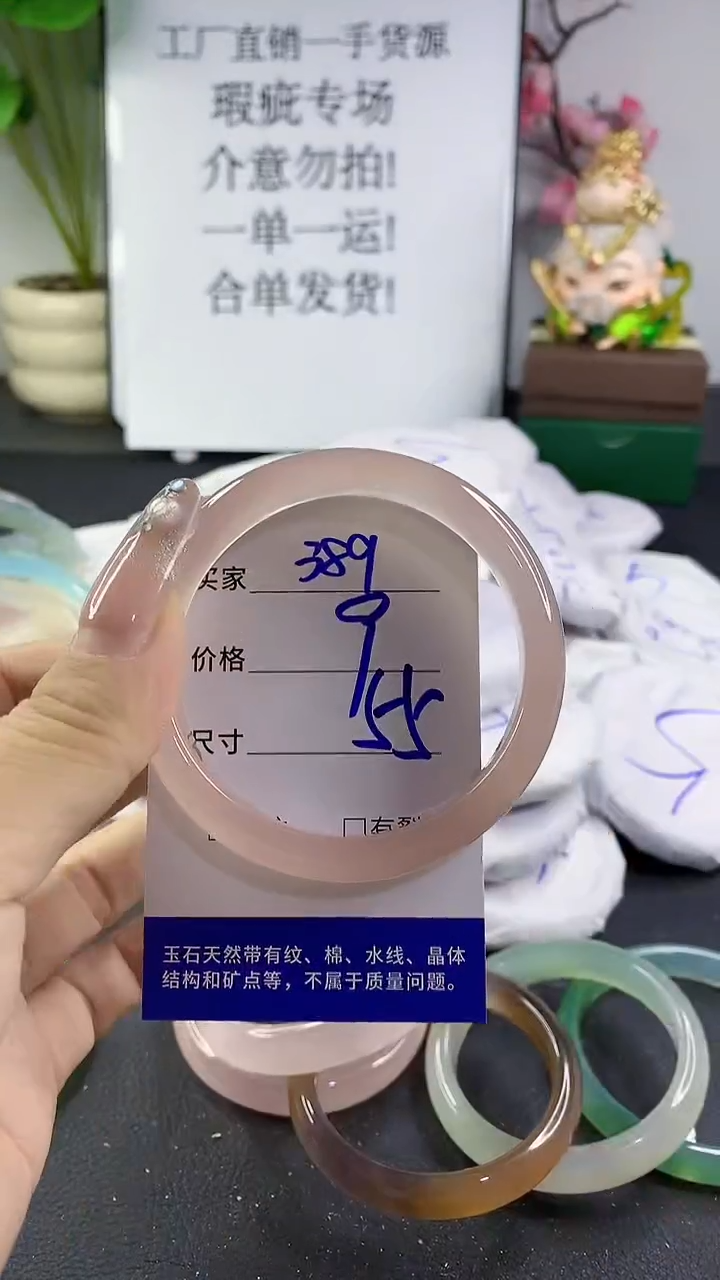 工厂直销一手货源
瑕疵专场
介意勿拍!
一单一运!
合单发货!
买家 389
价格
尺寸 55
有裂
玉石天然带有纹、棉、水线、晶体
结构和矿点等，不属于质量问题。